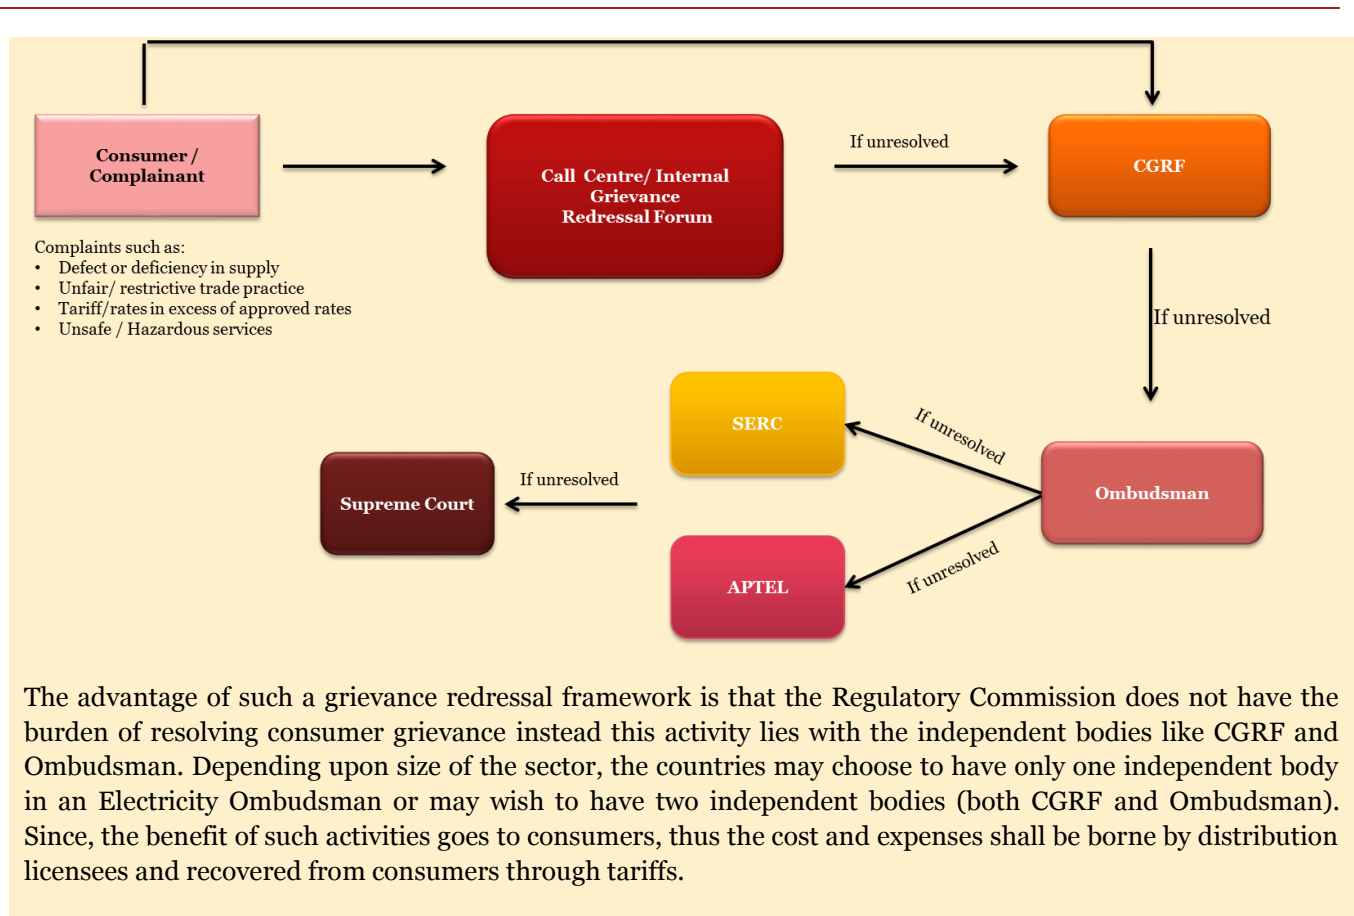 Consumer /
Complainant
Call Centre/ Internal
Grievance
Redressal Forum
If unresolved
CGRF
Complaints such as:
• Defect or deficiency in supply
• Unfair/ restrictive trade practice
• Tariff/rates in excess of approved rates
• Unsafe / Hazardous services
If unresolved
SERC
If unresolved
Ombudsman
Supreme Court
If unresolved
APTEL
If unresolved
The advantage of such a grievance redressal framework is that the Regulatory Commission does not have the
burden of resolving consumer grievance instead this activity lies with the independent bodies like CGRF and
Ombudsman. Depending upon size of the sector, the countries may choose to have only one independent body
in an Electricity Ombudsman or may wish to have two independent bodies (both CGRF and Ombudsman).
Since, the benefit of such activities goes to consumers, thus the cost and expenses shall be borne by distribution
licensees and recovered from consumers through tariffs.